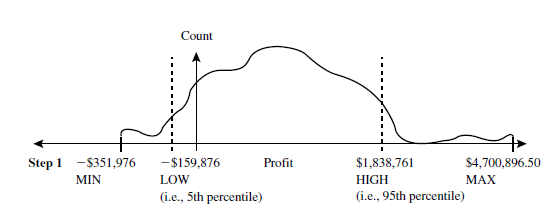 Count
Step 1 −$351,976 −$159,876 Profit $1,838,761 $4,700,896.50
MIN LOW HIGH MAX
(i.e., 5th percentile) (i.e., 95th percentile)